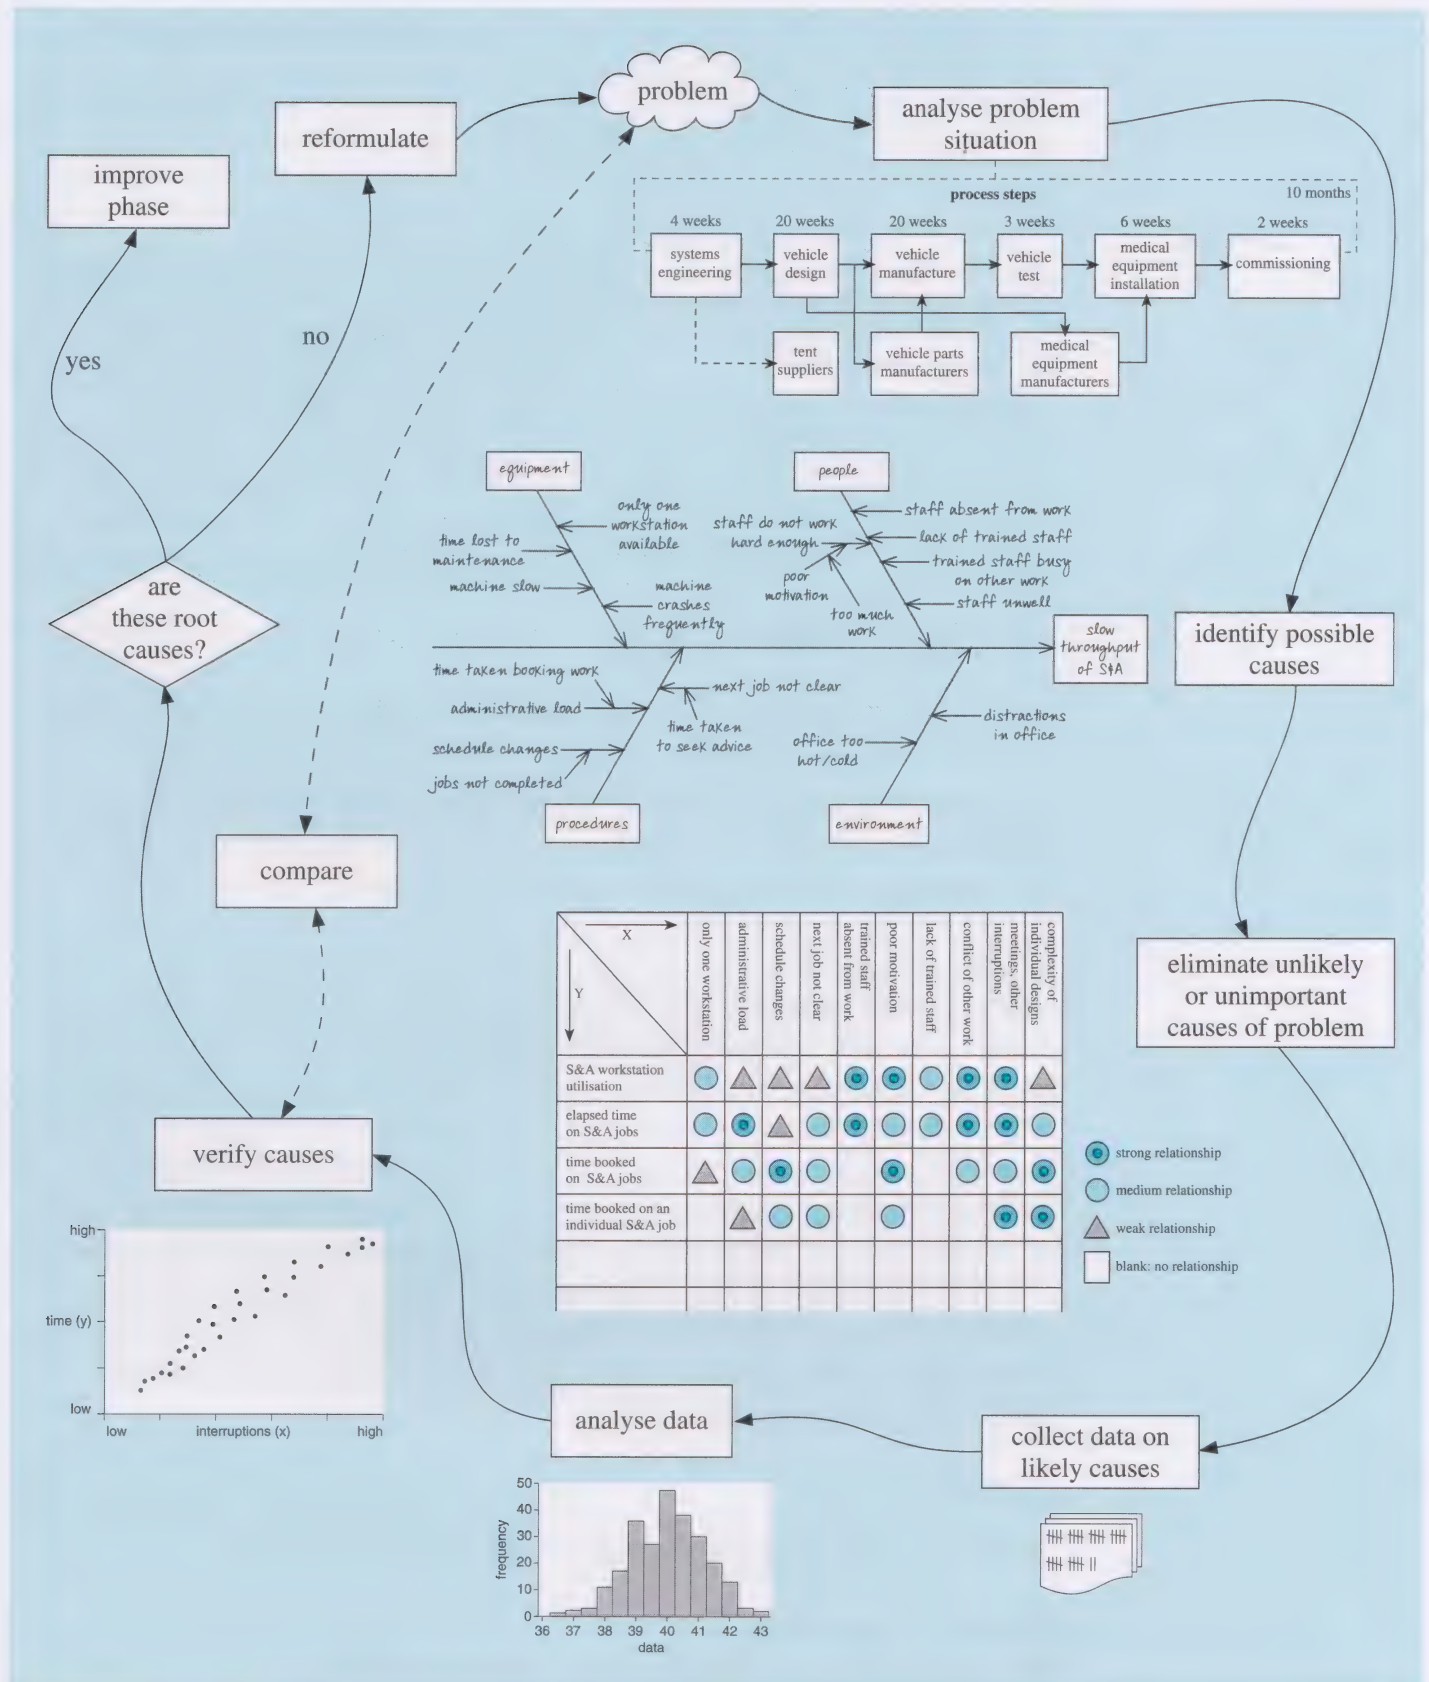 problem
analyse problem
situation
reformulate
improve
phase
yes
no
process steps
10 months
4 weeks
20 weeks
20 weeks
3 weeks
6 weeks
2 weeks
systems
engineering
vehicle
design
vehicle
manufacture
vehicle
test
medical
equipment
installation
commissioning
tent
suppliers
vehicle parts
manufacturers
medical
equipment
manufacturers
equipment
only one
workstation
available
time lost to
maintenance
machine slow
machine
crashes
frequently
people
staff absent from work
staff do not work
hard enough
lack of trained staff
trained staff busy
on other work
poor
motivation
staff unwell
too much
work
slow
throughput
of S&A
time taken booking work
administrative load
next job not clear
time taken
to seek advice
schedule changes
jobs not completed
procedures
distractions
in office
office too
hot/cold
environment
are
these root
causes?
identify possible
causes
compare
eliminate unlikely
or unimportant
causes of problem
X
Y
only one workstation
administrative load
schedule changes
next job not clear
trained staff
absent from work
poor motivation
lack of trained staff
conflict of other work
meetings, other
interruptions
complexity of
individual designs
S&A workstation
utilisation
elapsed time
on S&A jobs
time booked
on S&A jobs
time booked on an
individual S&A job
strong relationship
medium relationship
weak relationship
blank: no relationship
verify causes
high
time (y)
low
low
interruptions (x)
high
analyse data
collect data on
likely causes
50
40
30
20
10
0
frequency
36 37 38 39 40 41 42 43
data